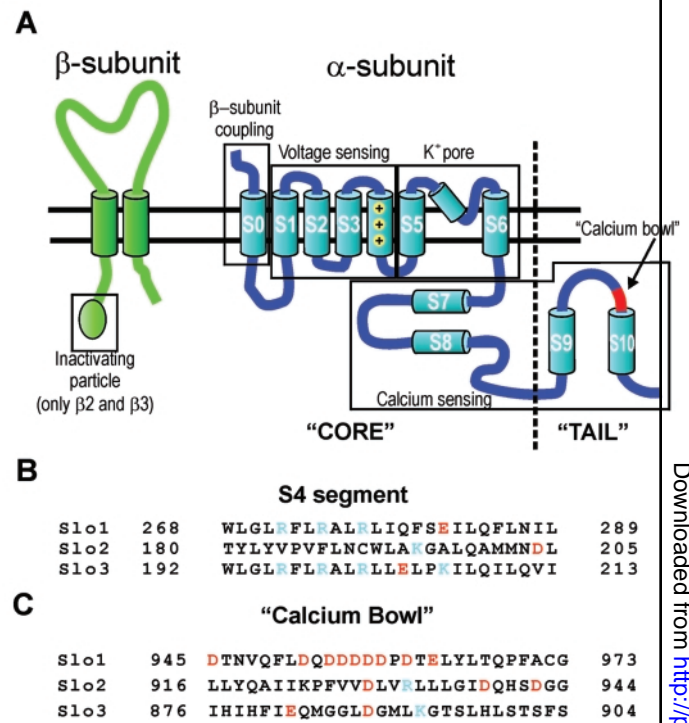 A
β-subunit
α-subunit
β–subunit
coupling
Voltage sensing
K+ pore
"Calcium bowl"
S0
S1
S2
S3
+
+
+
S5
S6
S7
S8
S9
S10
Inactivating
particle
(only β2 and β3)
Calcium sensing
"CORE"
"TAIL"
B
S4 segment
Slo1 268 WLGLRFLRALRLIQFSEILQFLNIL 289
Slo2 180 TYLYVPVFLNCWLAKGALQAMMNDL 205
Slo3 192 WLGLRFLRALRLLELPKILQILQVI 213
C
"Calcium Bowl"
Slo1 945 DTNVQFLDQDDDDDPDTELYLTQPFACG 973
Slo2 916 LLYQAIIKPFVVDLVRLLLGIDQHSDGG 944
Slo3 876 IHIHFIEQMGGLDGMLKGTSLHLSTSFS 904
Downloaded from http://